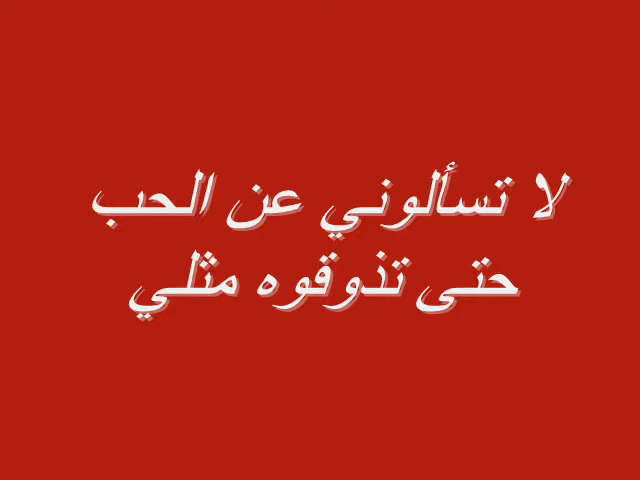 لا تسألوني عن الحب
حتى تذوقوه مثلي